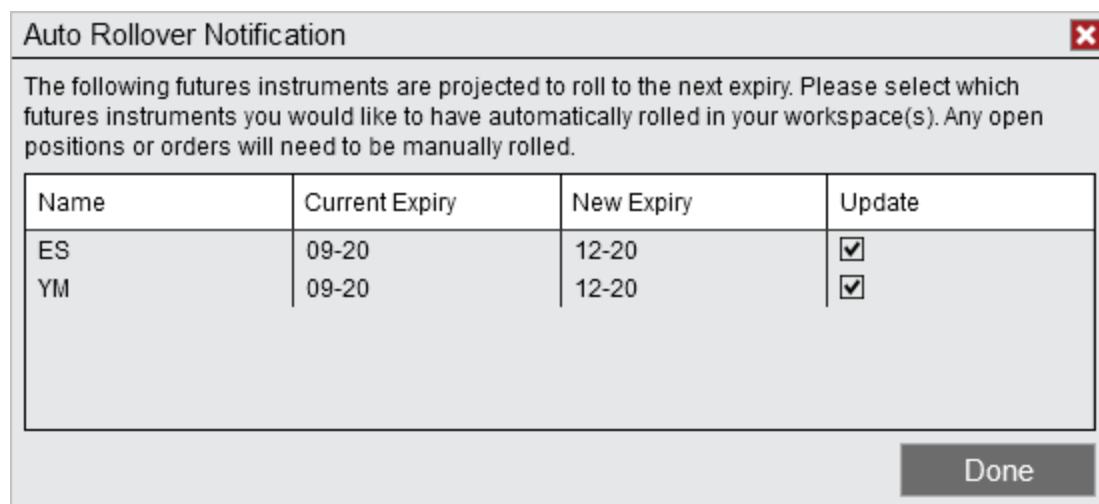 Auto Rollover Notification
The following futures instruments are projected to roll to the next expiry. Please select which
futures instruments you would like to have automatically rolled in your workspace(s). Any open
positions or orders will need to be manually rolled.
Name Current Expiry New Expiry Update
ES 09-20 12-20
YM 09-20 12-20
Done